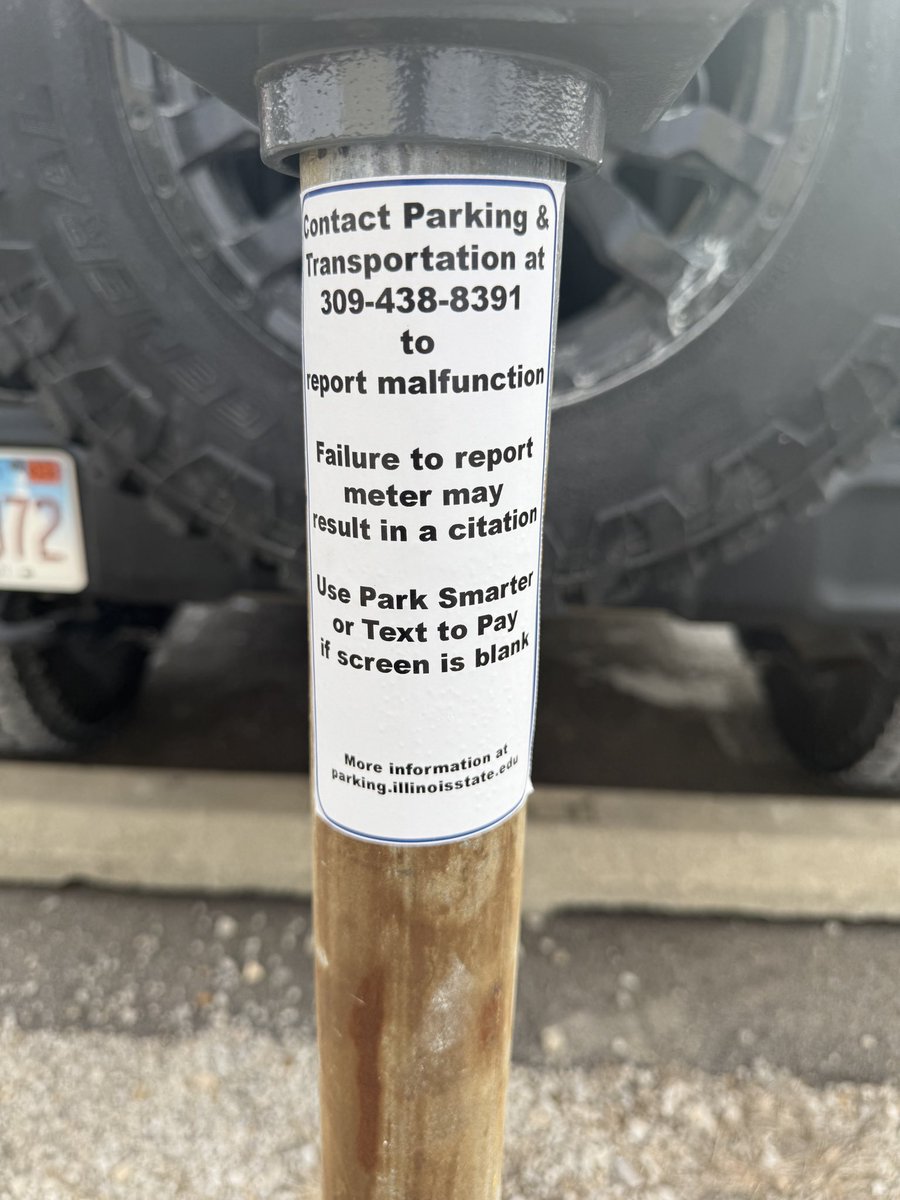 Contact Parking &
Transportation at
309-438-8391
to
report malfunction
Failure to report
meter may
result in a citation
Use Park Smarter
or Text to Pay
if screen is blank
More information at
parking.illinoisstate.edu
72